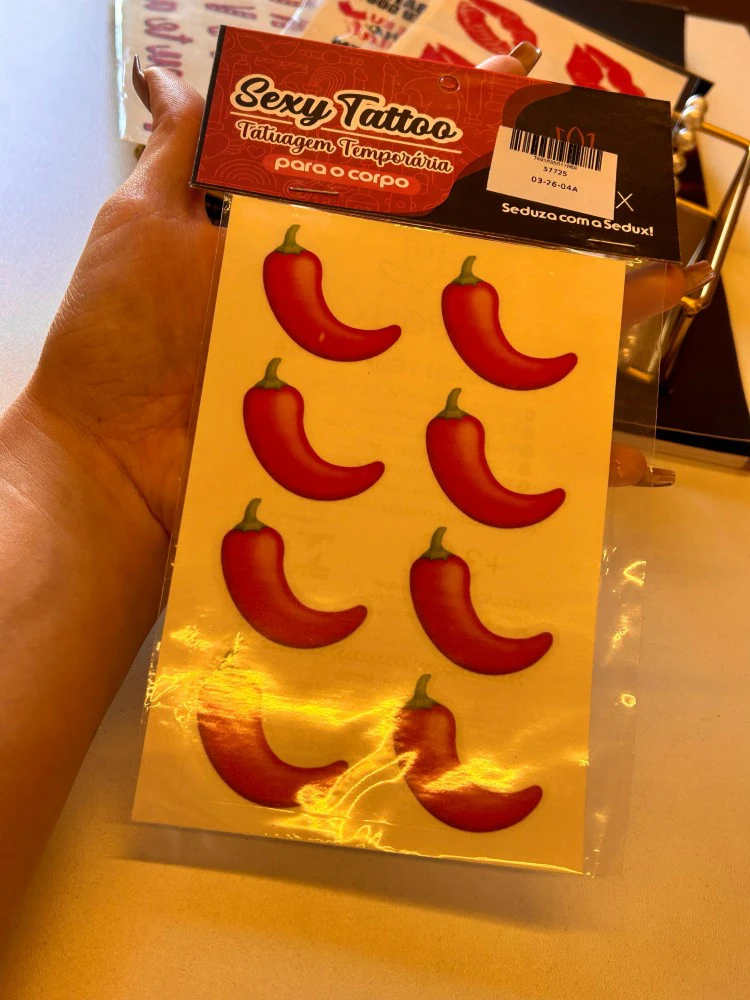 Sexy Tattoo
Tatuagem Temporária
para o corpo
57725
03-26-04A
X
Seduza com a Sedux!